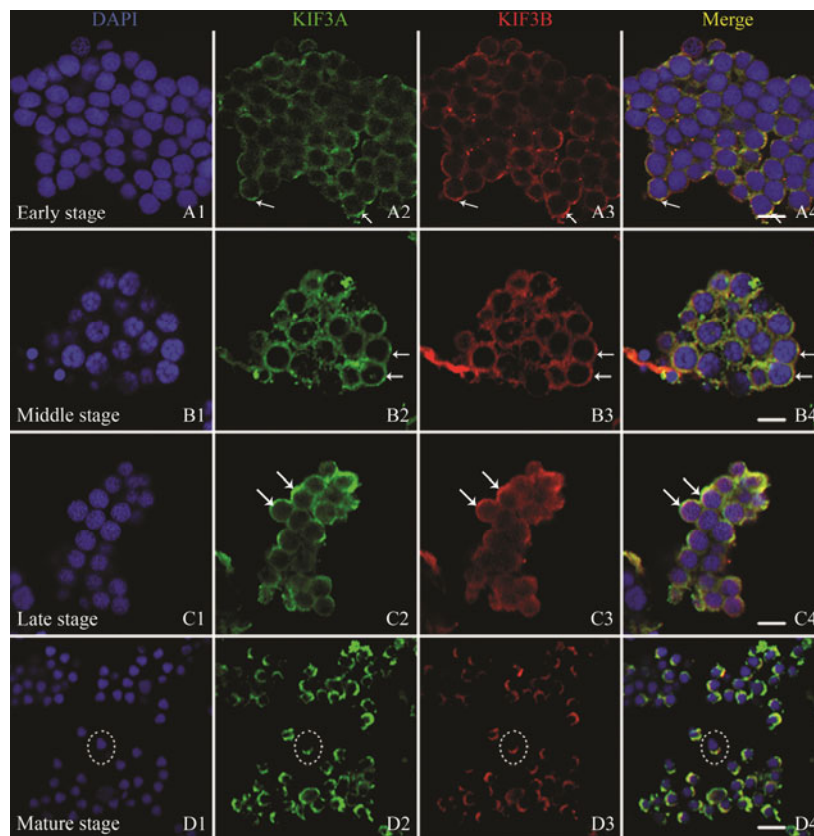 DAPI KIF3A KIF3B Merge
Early stage A1 A2 A3 A4
Middle stage B1 B2 B3 B4
Late stage C1 C2 C3 C4
Mature stage D1 D2 D3 D4